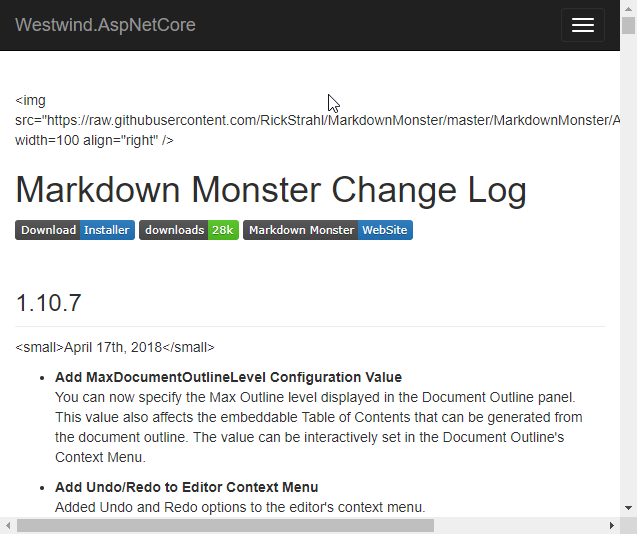 Westwind.AspNetCore
<img
src="https://raw.githubusercontent.com/RickStrahl/MarkdownMonster/master/MarkdownMonster/A
width=100 align="right" />
Markdown Monster Change Log
Download Installer downloads 28k Markdown Monster WebSite
1.10.7
<small>April 17th, 2018</small>
• Add MaxDocumentOutlineLevel Configuration Value
You can now specify the Max Outline level displayed in the Document Outline panel.
This value also affects the embeddable Table of Contents that can be generated from
the document outline. The value can be interactively set in the Document Outline's
Context Menu.
• Add Undo/Redo to Editor Context Menu
Added Undo and Redo options to the editor's context menu.